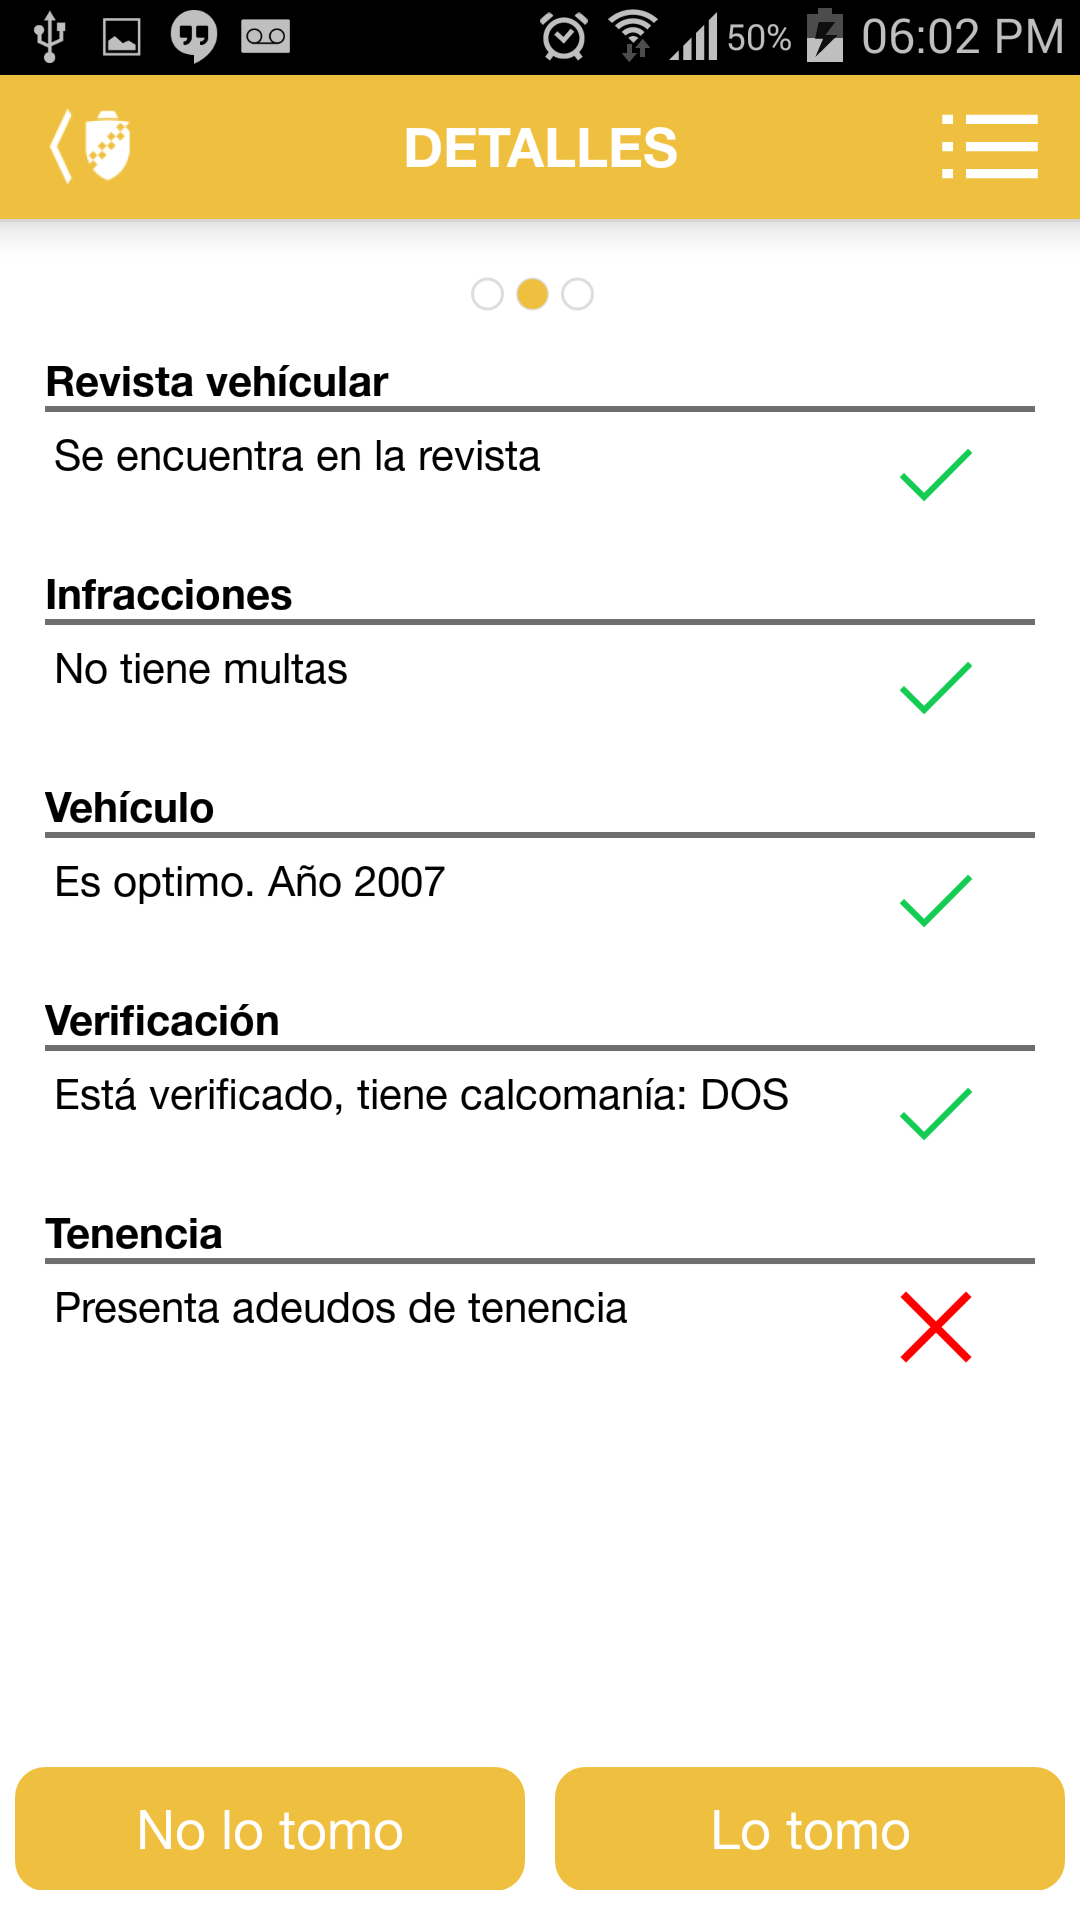 50% 06:02 PM
DETALLES
Revista vehícular
Se encuentra en la revista
Infracciones
No tiene multas
Vehículo
Es optimo. Año 2007
Verificación
Está verificado, tiene calcomanía: DOS
Tenencia
Presenta adeudos de tenencia
No lo tomo
Lo tomo